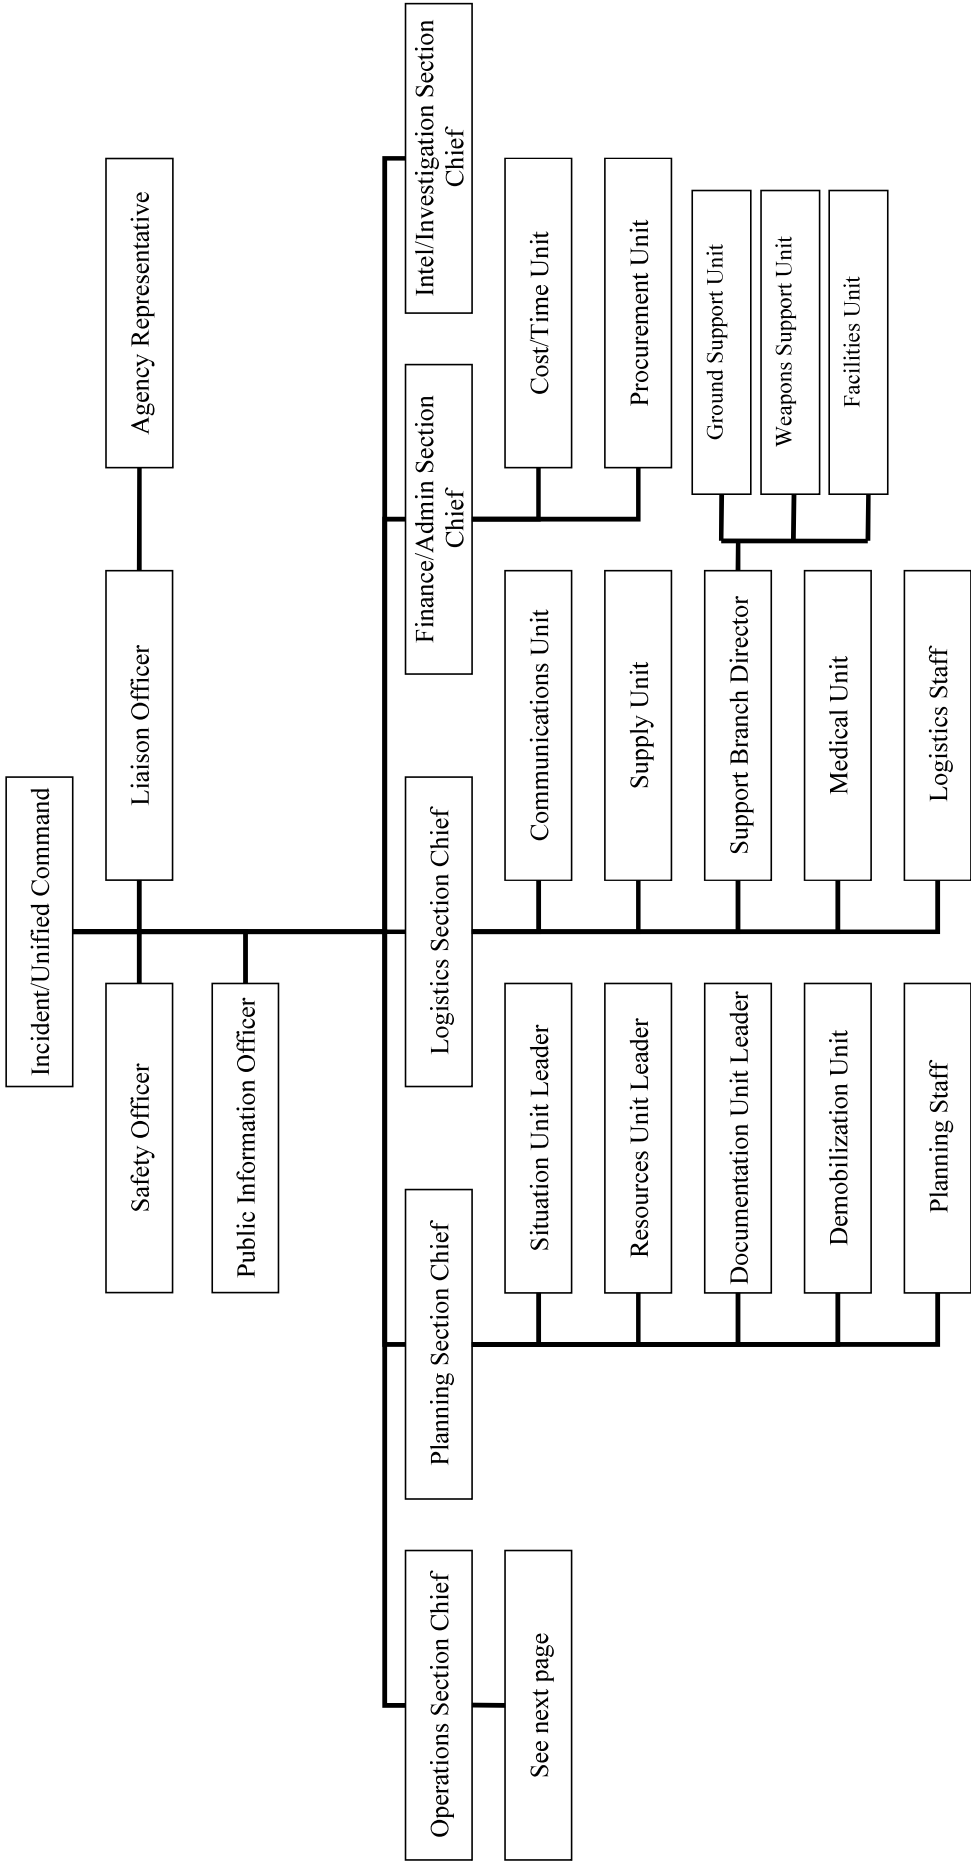 Incident/Unified Command
Safety Officer
Liaison Officer
Agency Representative
Public Information Officer
Operations Section Chief
Planning Section Chief
Logistics Section Chief
Finance/Admin Section
Chief
Intel/Investigation Section
Chief
See next page
Situation Unit Leader
Resources Unit Leader
Documentation Unit Leader
Demobilization Unit
Planning Staff
Communications Unit
Supply Unit
Support Branch Director
Medical Unit
Logistics Staff
Ground Support Unit
Weapons Support Unit
Facilities Unit
Cost/Time Unit
Procurement Unit